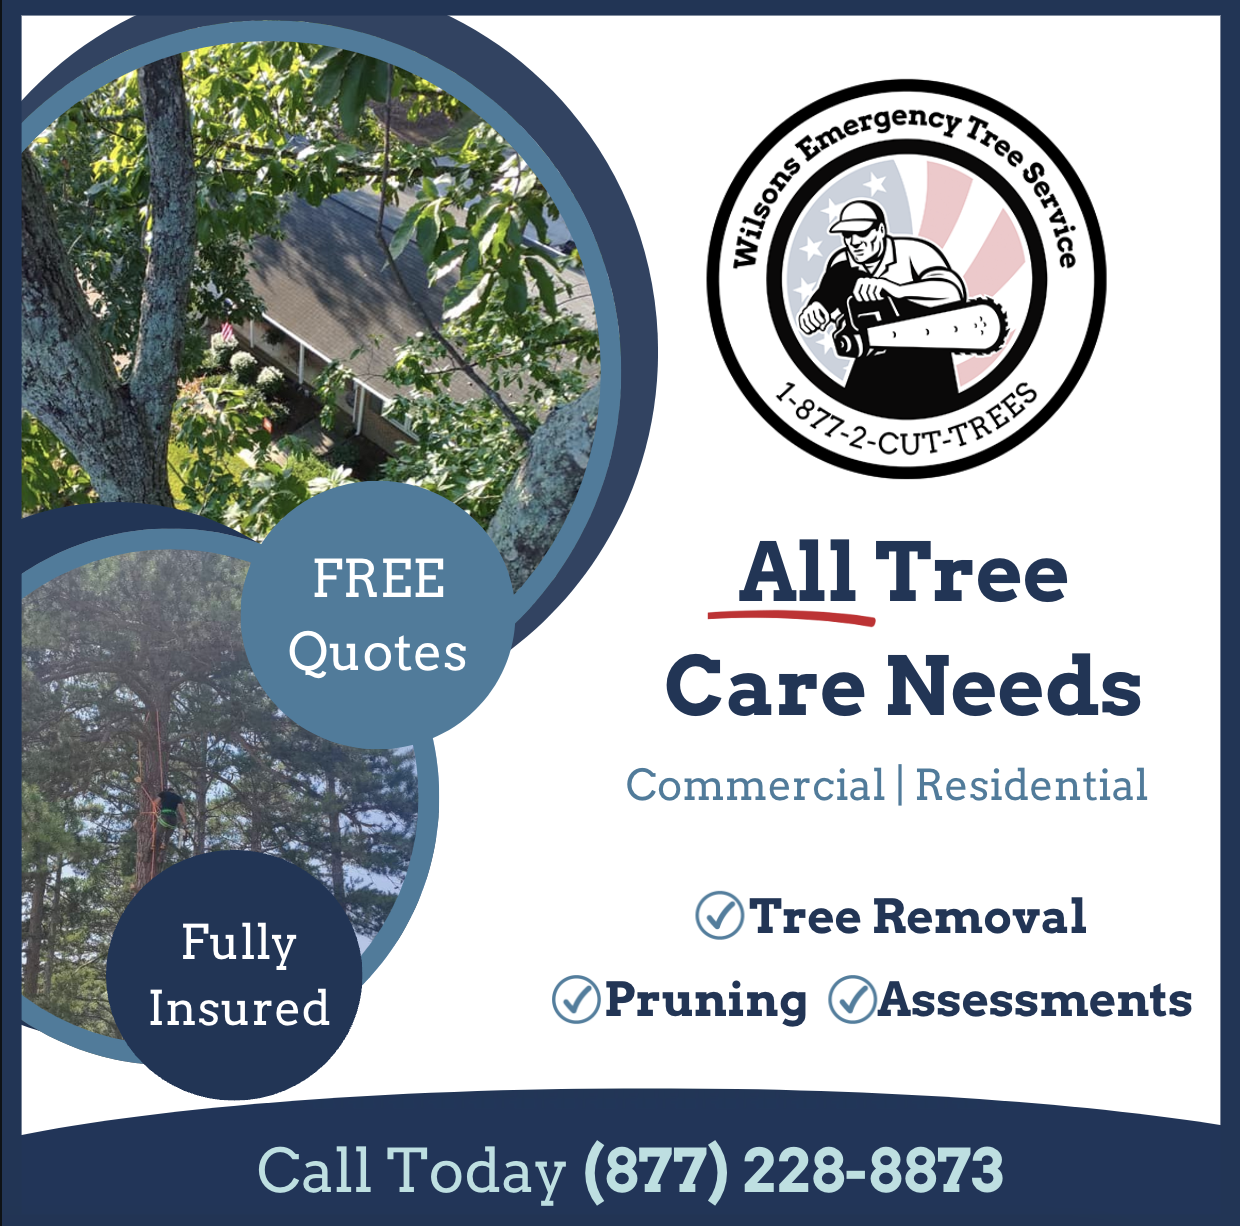 Wilsons Emergency Tree Service
1-877-2-CUT-TREES
FREE
Quotes
All Tree
Care Needs
Commercial | Residential
Tree Removal
Pruning Assessments
Fully
Insured
Call Today (877) 228-8873